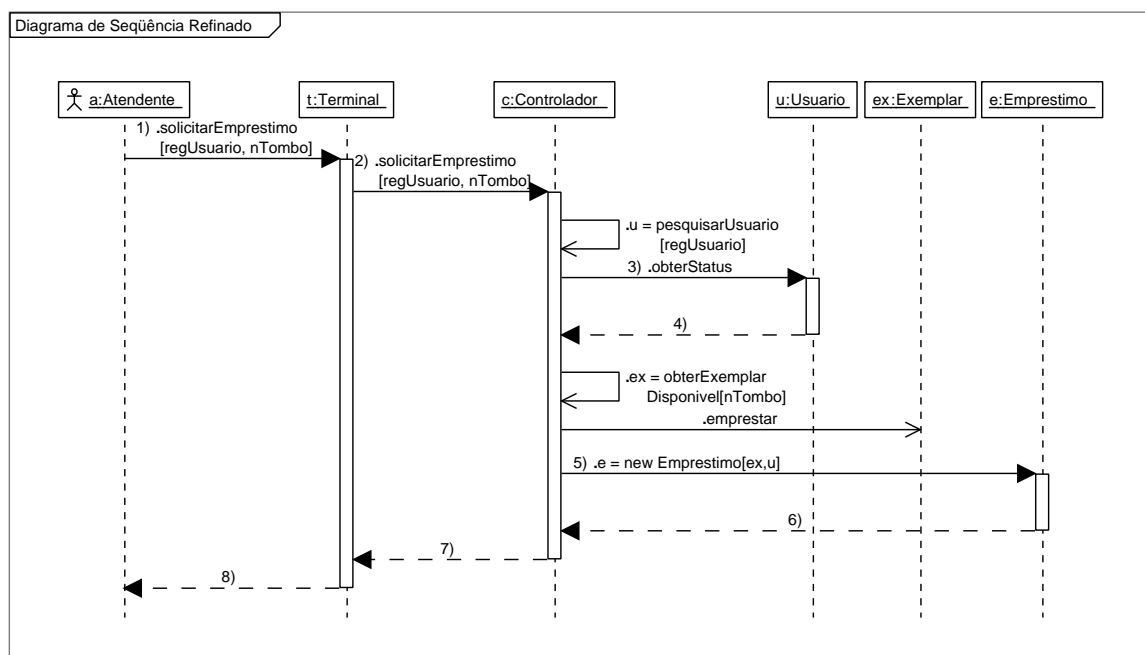 Diagrama de Seqüência Refinado
a:Atendente
t:Terminal
c:Controlador
u:Usuario
ex:Exemplar
e:Emprestimo
1) .solicitarEmprestimo
[regUsuario, nTombo]
2) .solicitarEmprestimo
[regUsuario, nTombo]
.u = pesquisarUsuario
[regUsuario]
3) .obterStatus
4)
.ex = obterExemplar
Disponivel[nTombo]
.emprestar
5) .e = new Emprestimo[ex,u]
6)
7)
8)